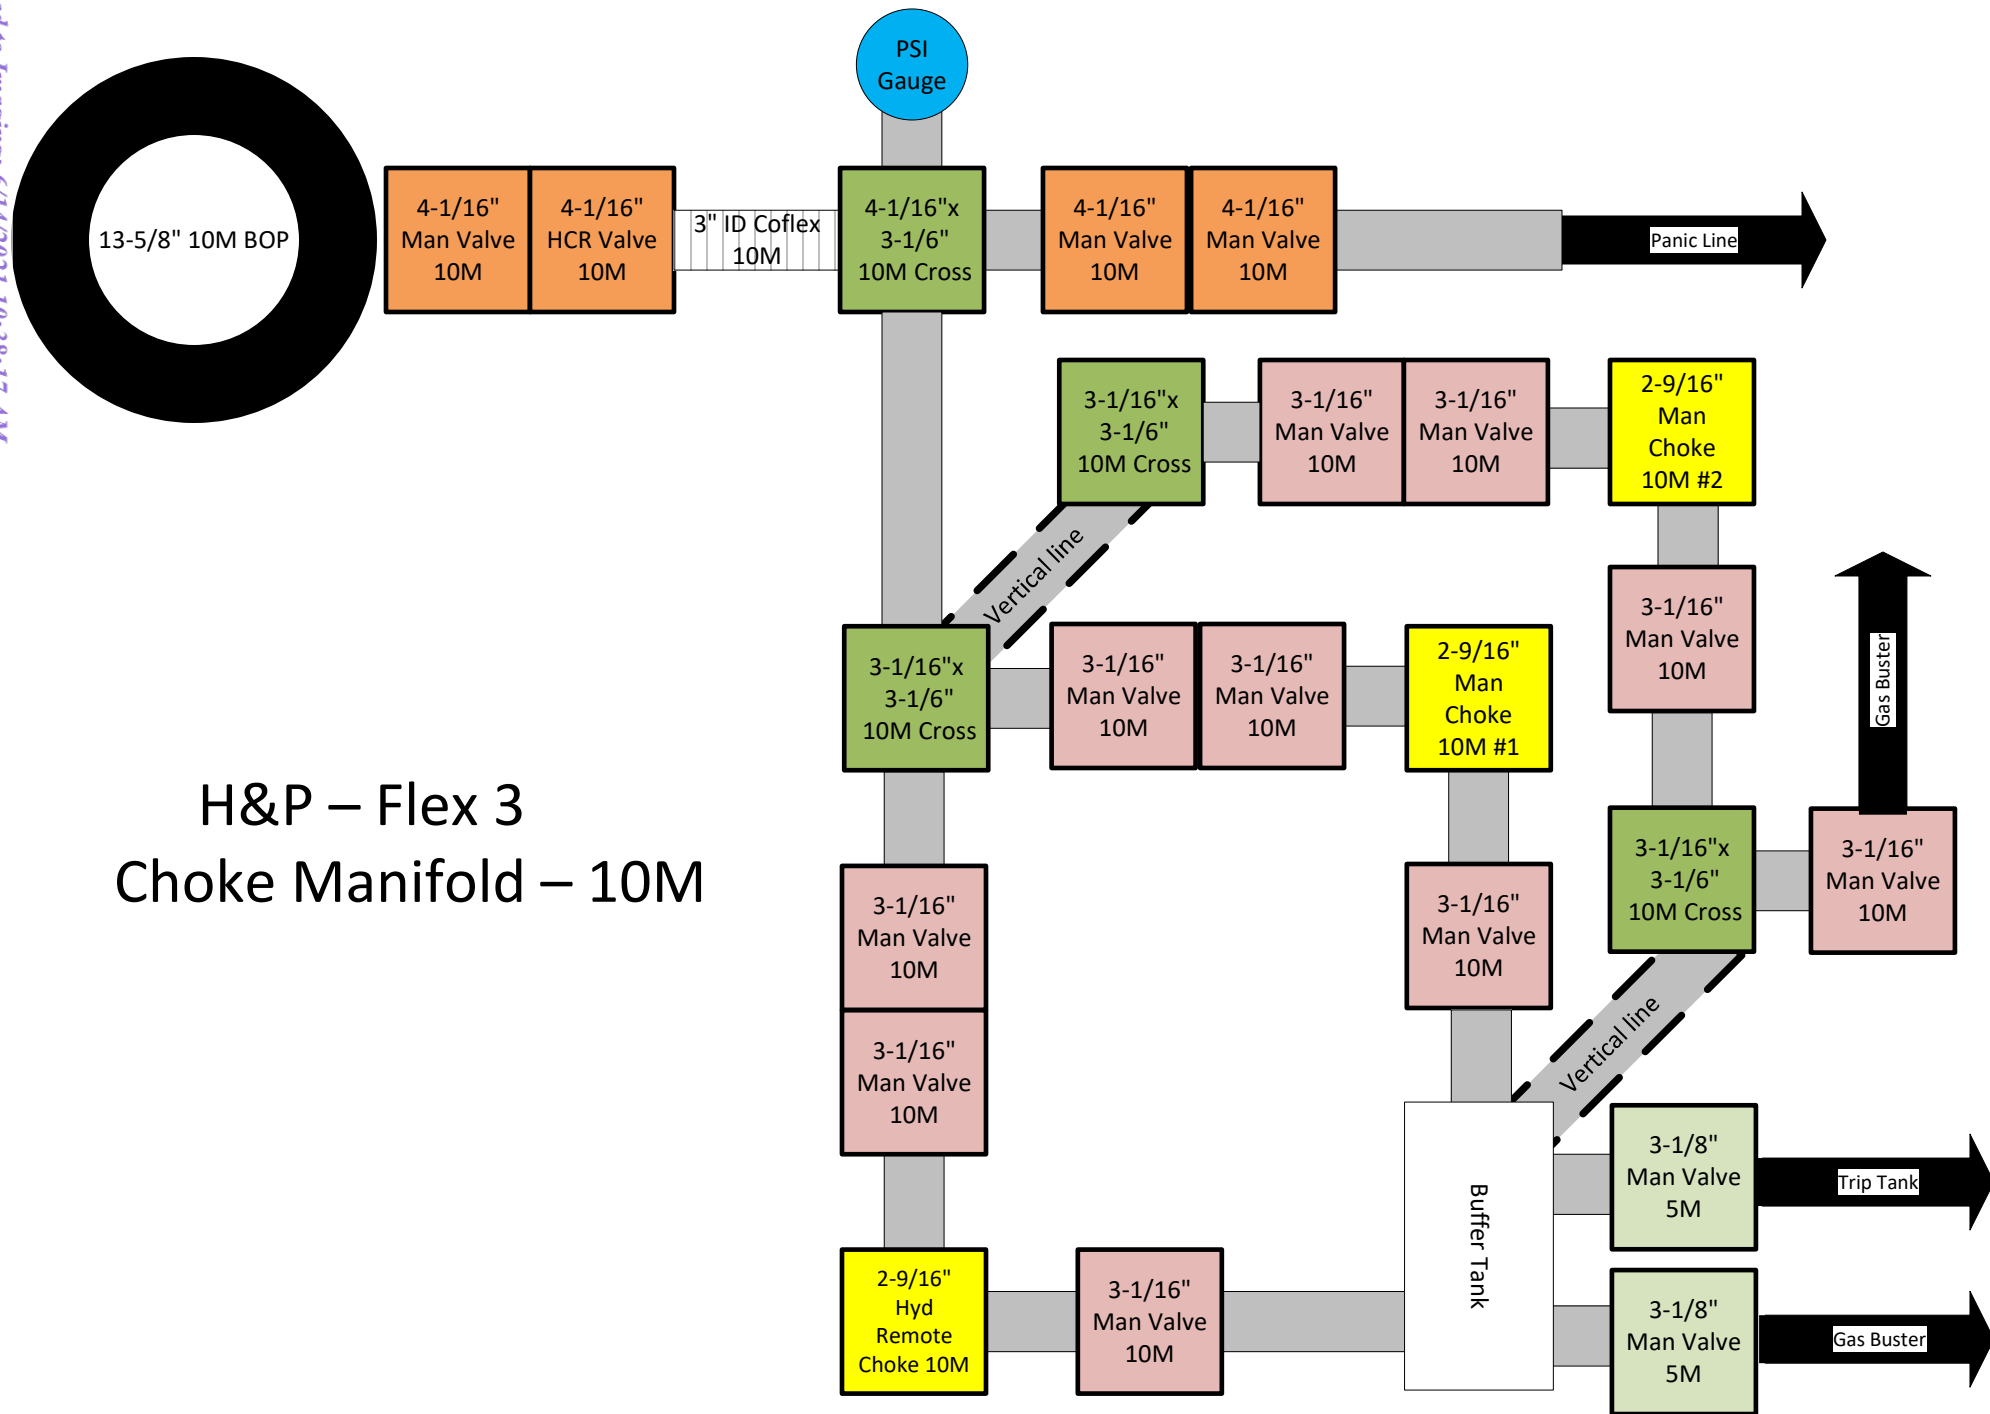 PSI
Gauge
13-5/8" 10M BOP
4-1/16"
Man Valve
10M
4-1/16"
HCR Valve
10M
3" ID Coflex
10M
4-1/16"x
3-1/6"
10M Cross
4-1/16"
Man Valve
10M
4-1/16"
Man Valve
10M
Panic Line
3-1/16"x
3-1/6"
10M Cross
3-1/16"
Man Valve
10M
3-1/16"
Man Valve
10M
2-9/16"
Man
Choke
10M #2
Vertical line
3-1/16"
Man Valve
10M
Gas Buster
3-1/16"x
3-1/6"
10M Cross
3-1/16"
Man Valve
10M
3-1/16"
Man Valve
10M
2-9/16"
Man
Choke
10M #1
H&P – Flex 3
Choke Manifold – 10M
3-1/16"
Man Valve
10M
3-1/16"
Man Valve
10M
3-1/16"x
3-1/6"
10M Cross
3-1/16"
Man Valve
10M
3-1/16"
Man Valve
10M
Vertical line
Buffer Tank
3-1/8"
Man Valve
5M
Trip Tank
2-9/16"
Hyd
Remote
Choke 10M
3-1/16"
Man Valve
10M
3-1/8"
Man Valve
5M
Gas Buster